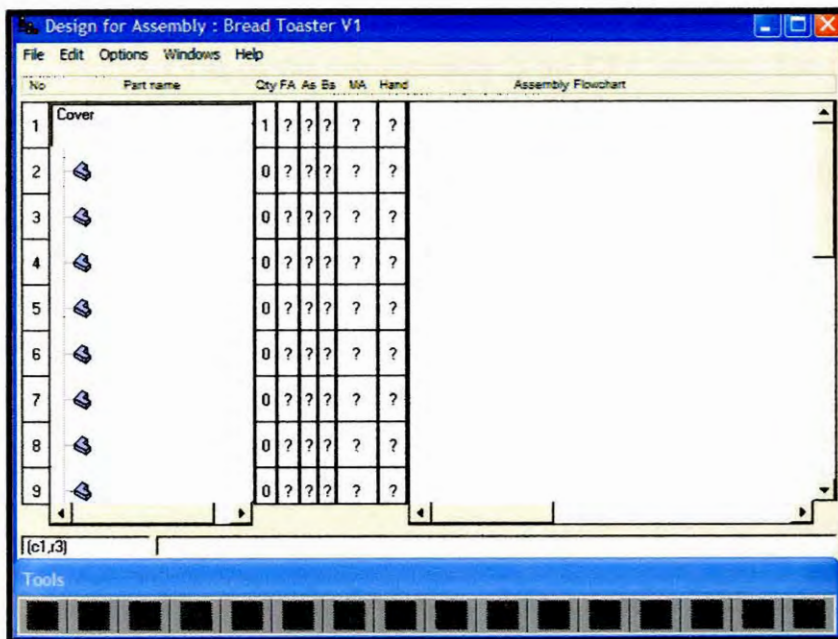 Design for Assembly : Bread Toaster V1
File Edit Options Windows Help
No Part name Qty FA As Bs MA Hand Assembly Flowchart
1 Cover 1 ? ? ? ? ?
2 0 ? ? ? ? ?
3 0 ? ? ? ? ?
4 0 ? ? ? ? ?
5 0 ? ? ? ? ?
6 0 ? ? ? ? ?
7 0 ? ? ? ? ?
8 0 ? ? ? ? ?
9 0 ? ? ? ? ?
(c1,r3)
Tools